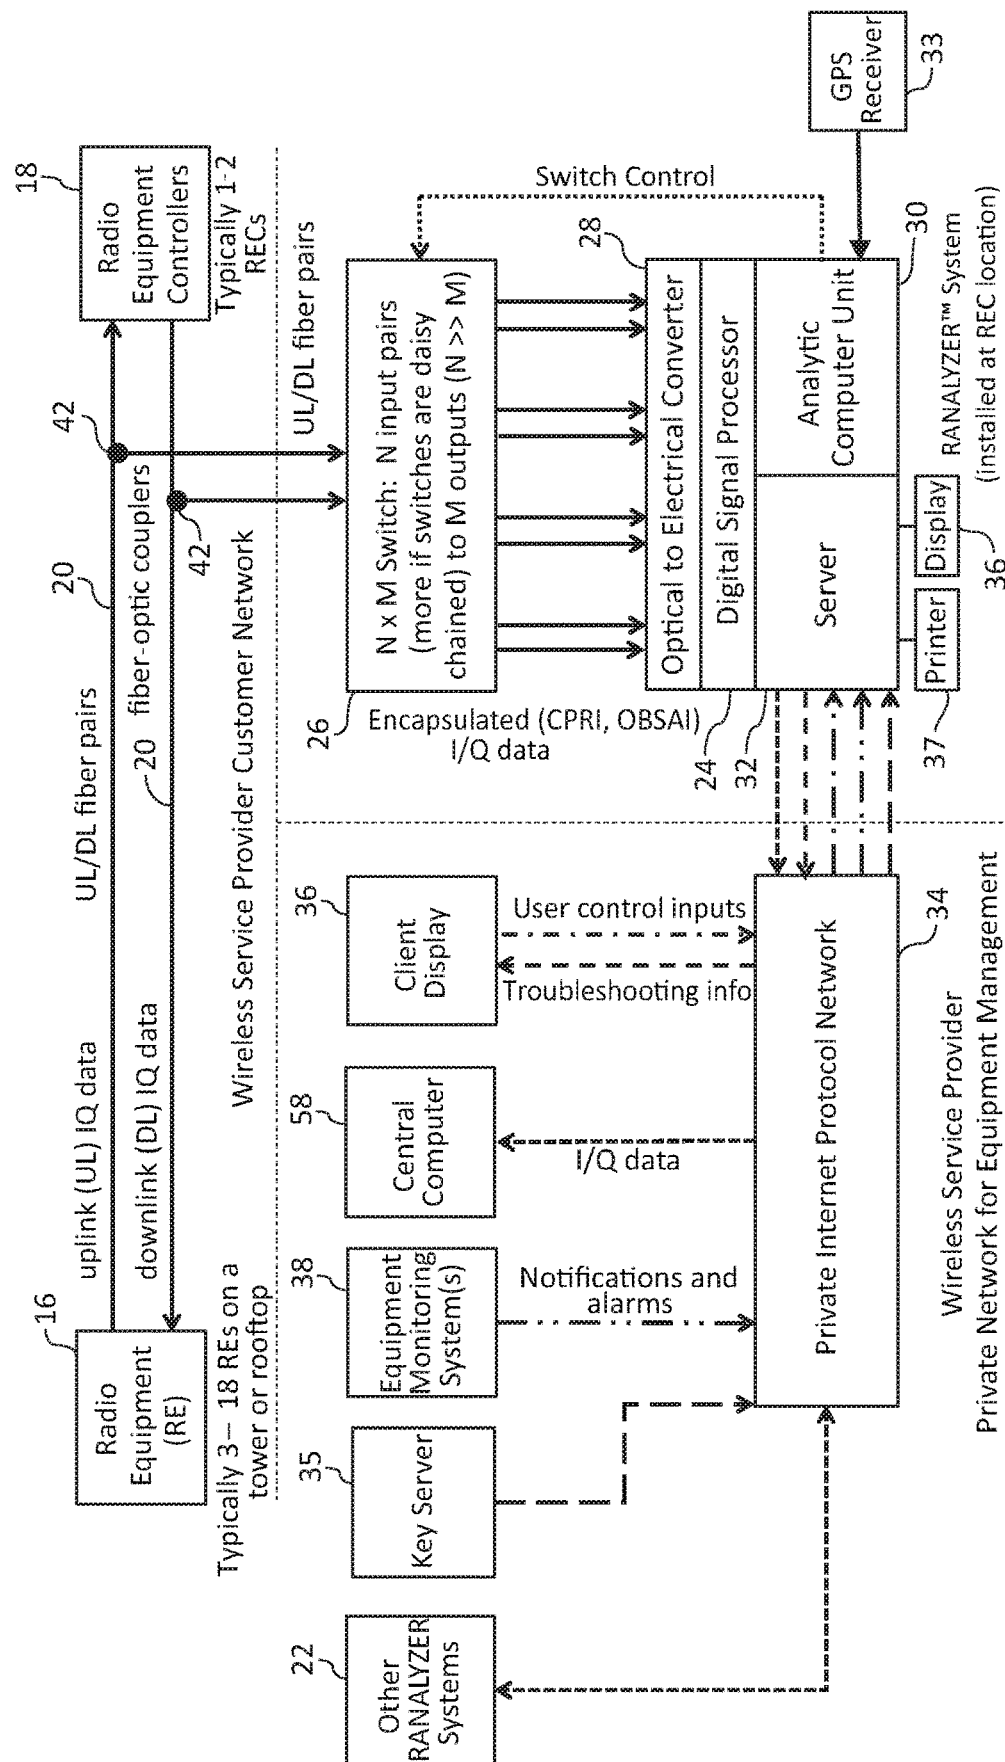 16
Radio
Equipment
(RE)
Typically 3– 18 REs on a
tower or rooftop
uplink (UL) IQ data
downlink (DL) IQ data
UL/DL fiber pairs
20
20
fiber-optic couplers
42
42
18
Radio
Equipment
Controllers
Typically 1-2
RECs
Wireless Service Provider Customer Network
UL/DL fiber pairs
22
Other
RANALYZER
Systems
35
Key Server
38
Equipment
Monitoring
System(s)
Notifications and
alarms
58
Central
Computer
I/Q data
36
Client
Display
User control inputs
Troubleshooting info
Private Internet Protocol Network
34
Wireless Service Provider
Private Network for Equipment Management
26
N x M Switch: N input pairs
(more if switches are daisy
chained) to M outputs (N >> M)
Encapsulated (CPRI, OBSAI)
I/Q data
Switch Control
28
Optical to Electrical Converter
Digital Signal Processor
24
32
Server
Analytic
Computer Unit
30
GPS
Receiver
33
Printer
37
Display
36
RANALYZER™ System
(installed at REC location)